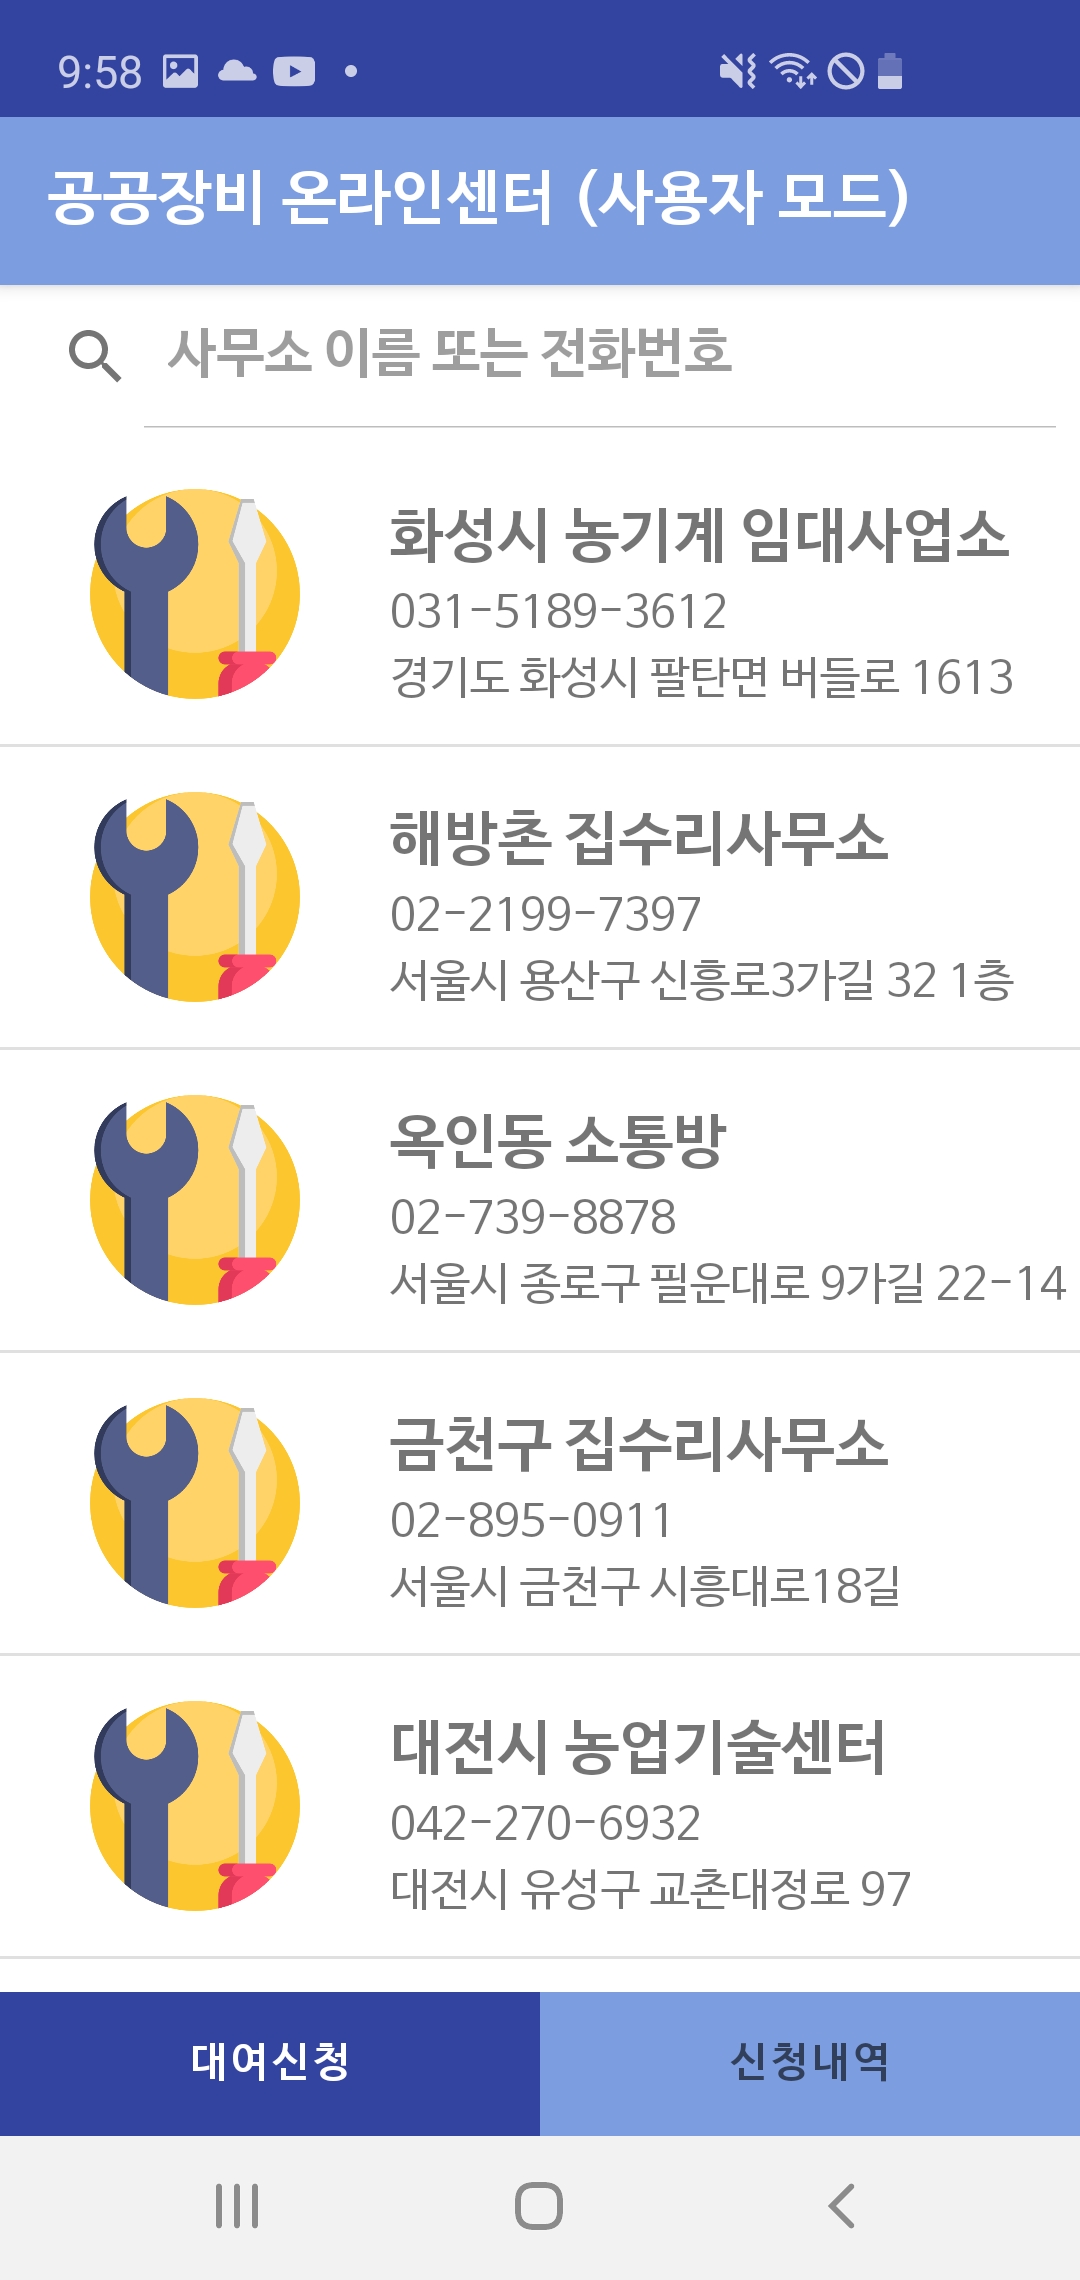 9:58
공공장비 온라인센터 (사용자 모드)
사무소 이름 또는 전화번호
화성시 농기계 임대사업소
031-5189-3612
경기도 화성시 팔탄면 버들로 1613
해방촌 집수리사무소
02-2199-7397
서울시 용산구 신흥로3가길 32 1층
옥인동 소통방
02-739-8878
서울시 종로구 필운대로 9가길 22-14
금천구 집수리사무소
02-895-0911
서울시 금천구 시흥대로18길
대전시 농업기술센터
042-270-6932
대전시 유성구 교촌대정로 97
대여신청
신청내역